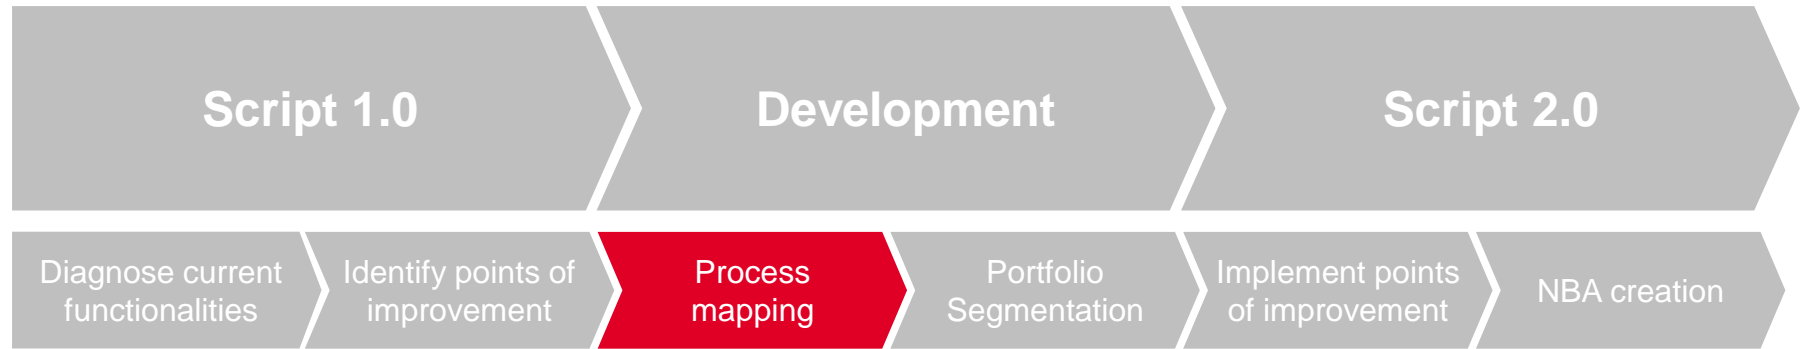 Script 1.0
Development
Script 2.0
Diagnose current
functionalities
Identify points of
improvement
Process
mapping
Portfolio
Segmentation
Implement points
of improvement
NBA creation